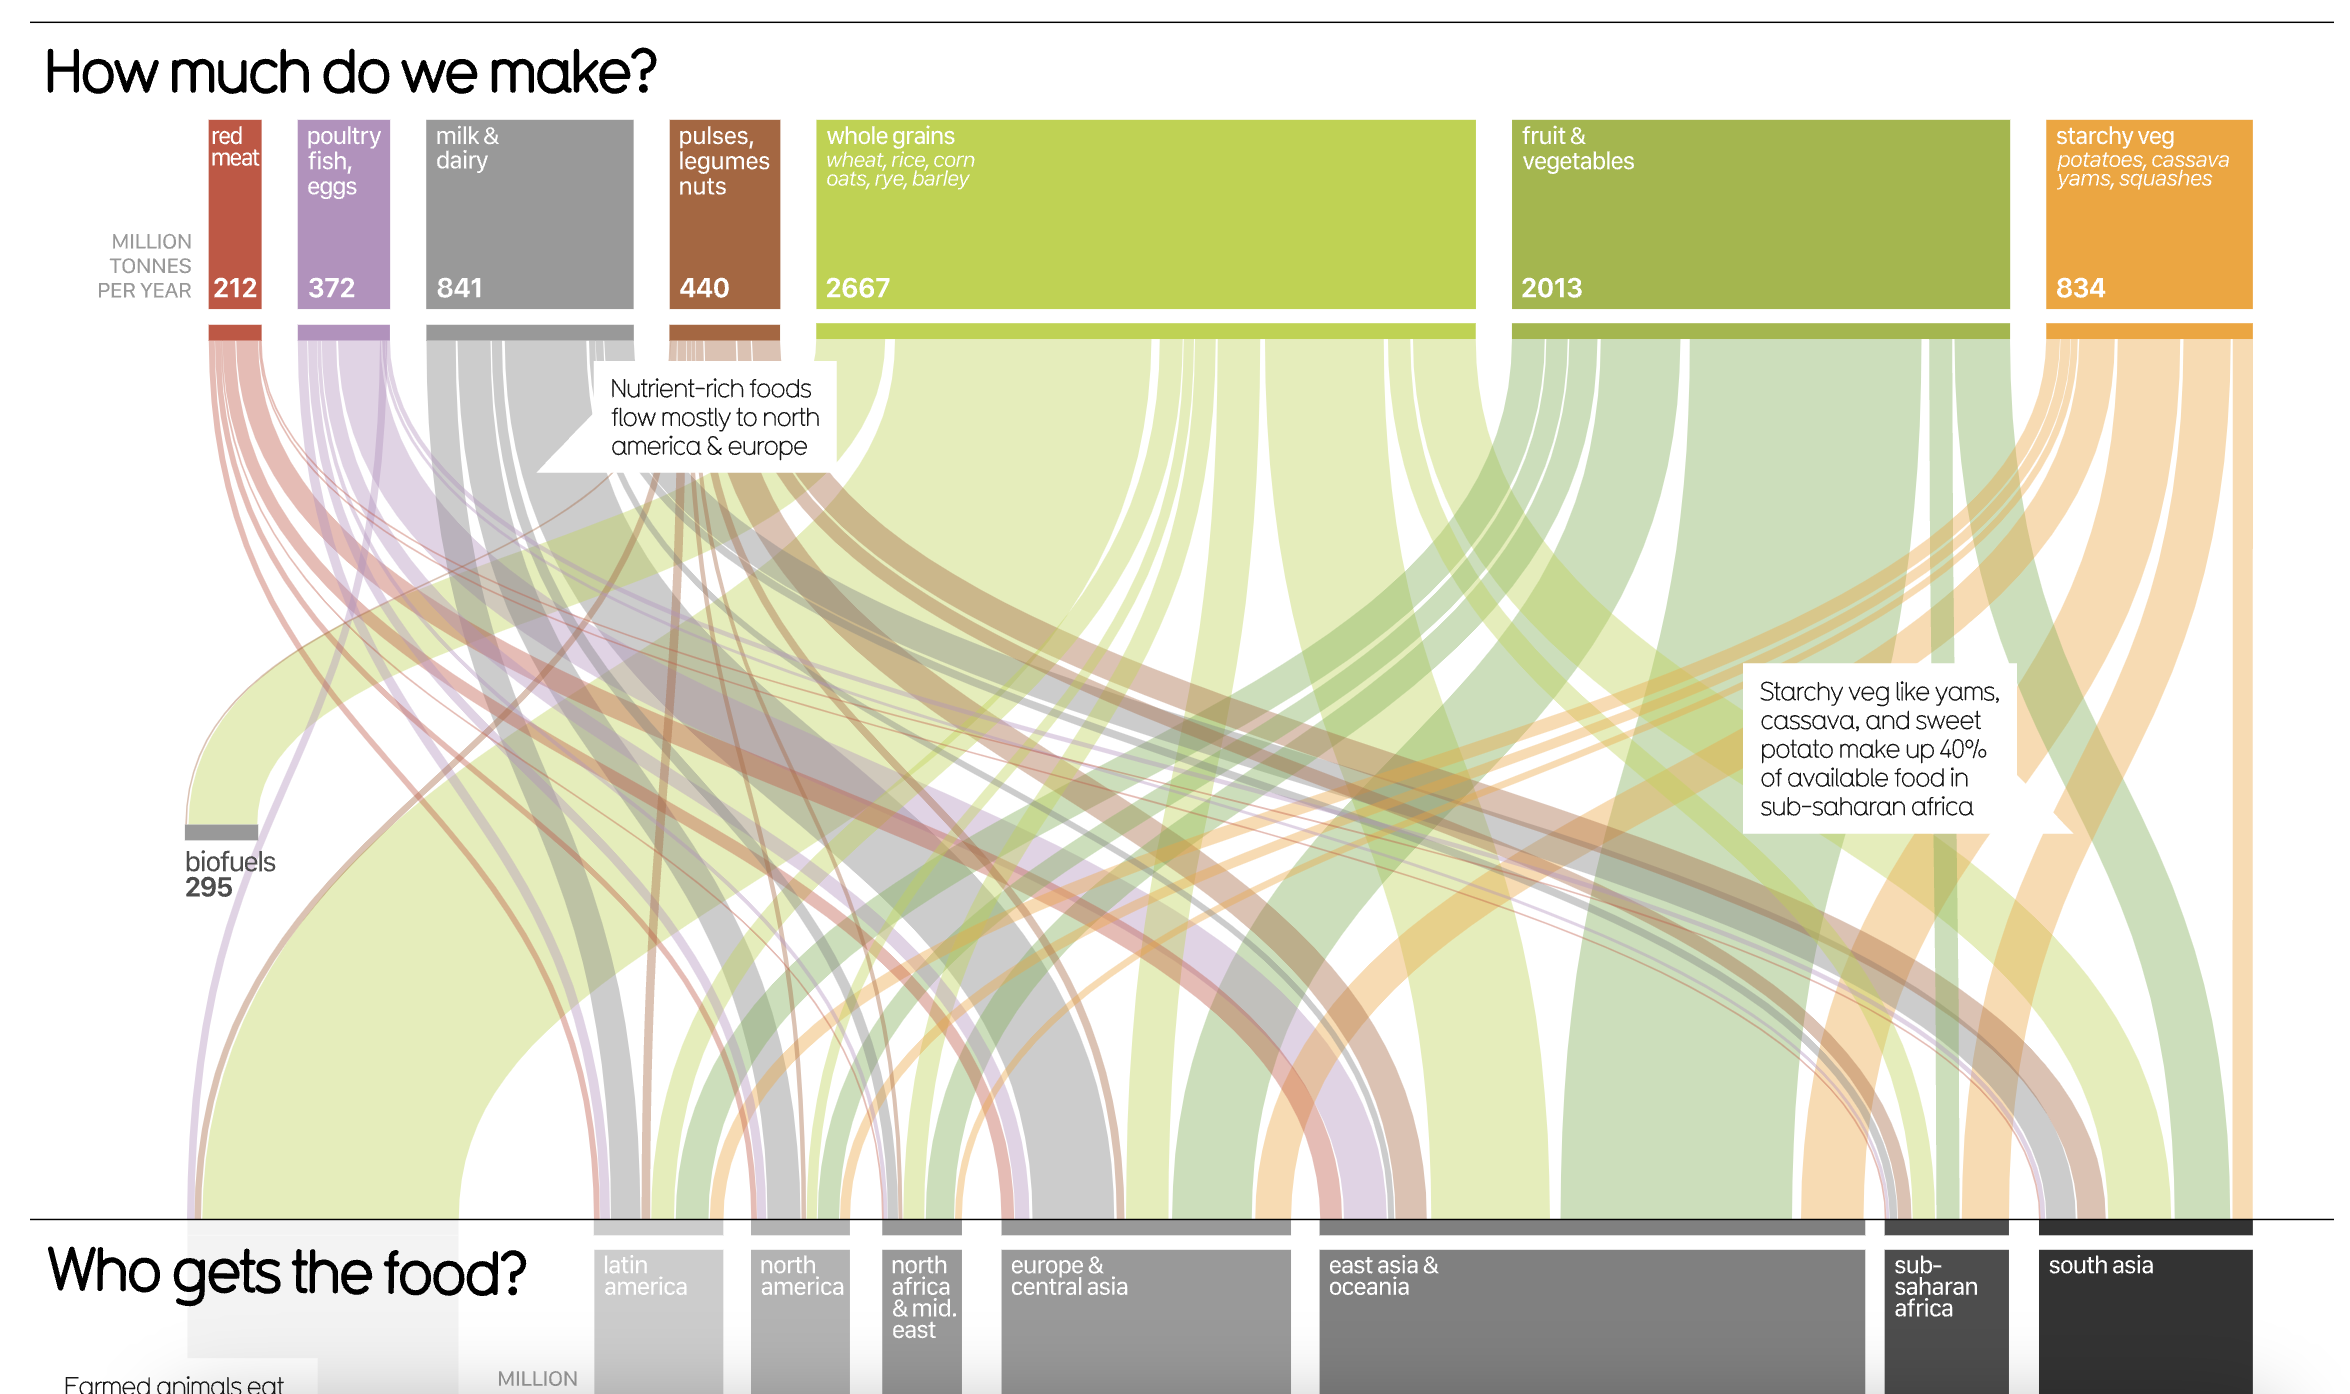 How much do we make?
red
meat
poultry
fish,
eggs
milk &
dairy
pulses,
legumes
nuts
whole grains
wheat, rice, corn
oats, rye, barley
fruit &
vegetables
starchy veg
potatoes, cassava
yams, squashes
MILLION
TONNES
PER YEAR
212
372
841
440
2667
2013
834
Nutrient-rich foods
flow mostly to north
america & europe
Starchy veg like yams,
cassava, and sweet
potato make up 40%
of available food in
sub-saharan africa
biofuels
295
Who gets the food?
latin
america
north
america
north
africa
& mid.
east
europe &
central asia
east asia &
oceania
sub-
saharan
africa
south asia
MILLION
Farmed animals eat